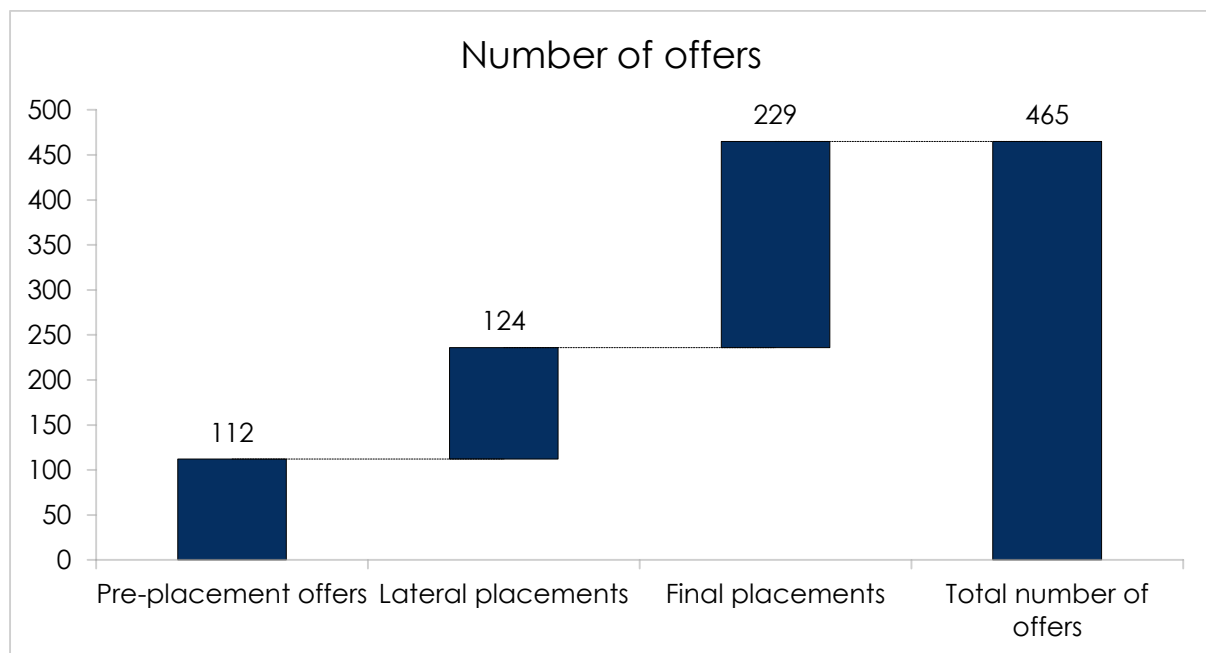 Number of offers
500
450
400
350
300
250
200
150
100
50
0
112
124
229
465
Pre-placement offers
Lateral placements
Final placements
Total number of
offers